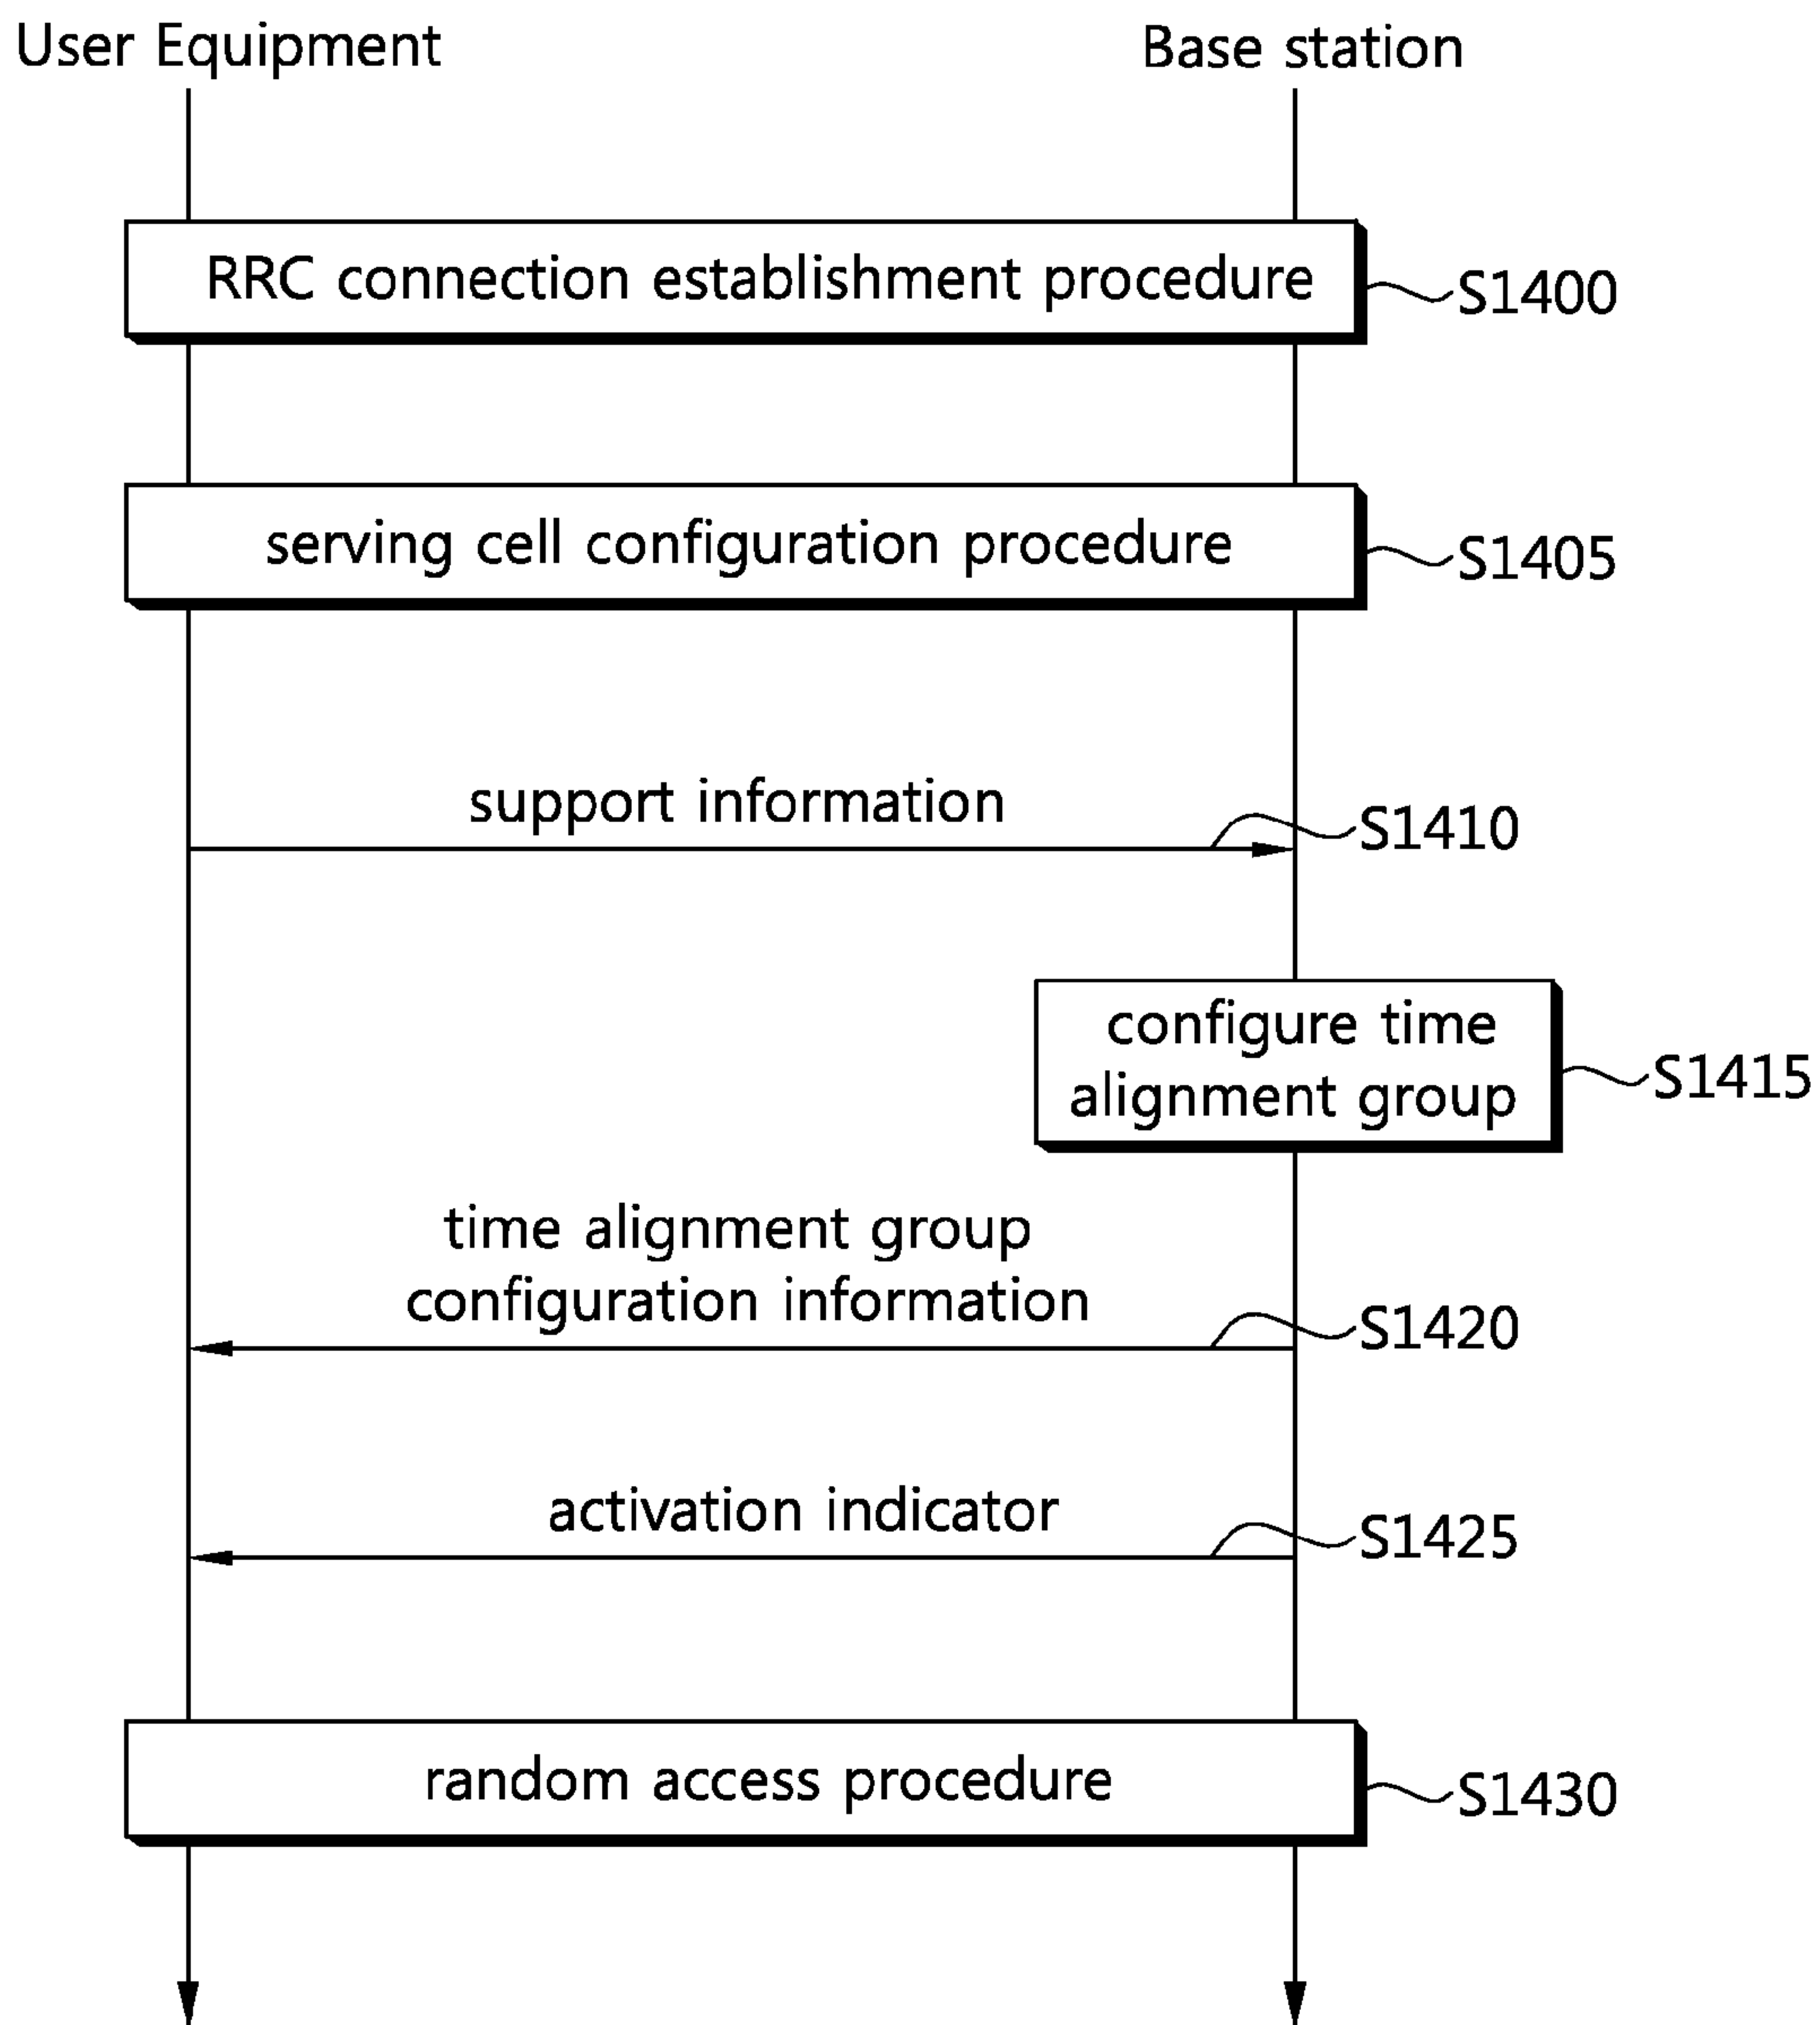 User Equipment
Base station
RRC connection establishment procedure
S1400
serving cell configuration procedure
S1405
support information
S1410
configure time
alignment group
S1415
time alignment group
configuration information
S1420
activation indicator
S1425
random access procedure
S1430